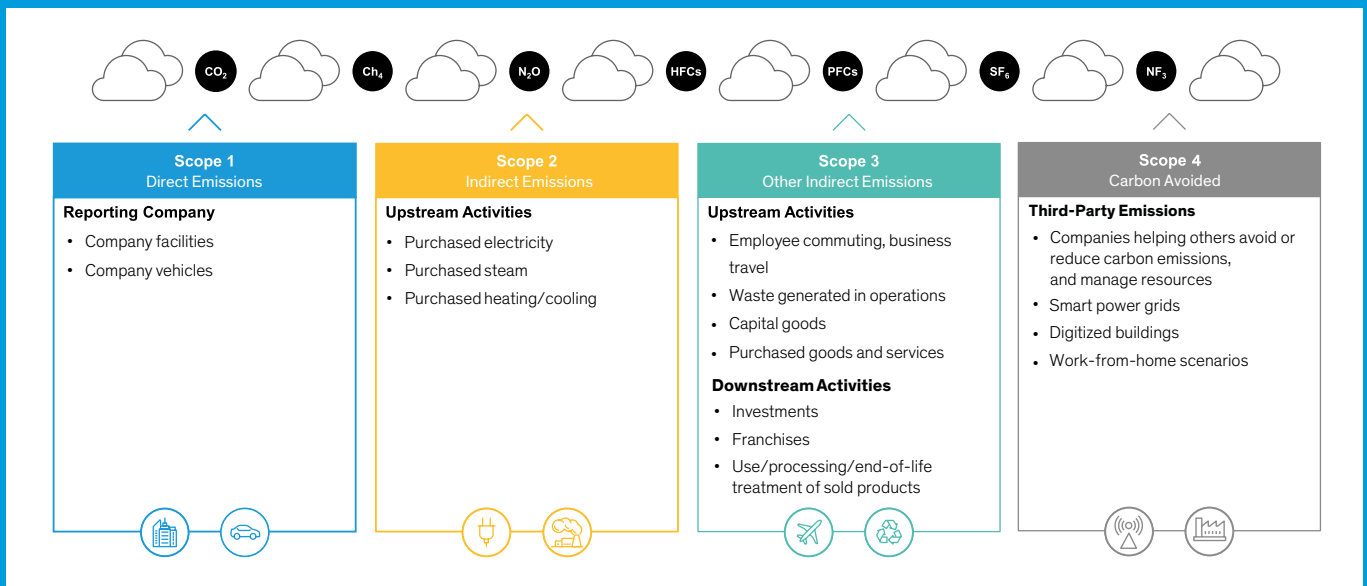 CO₂ Ch₄ N₂O HFCs PFCs SF₆ NF₃
Scope 1
Direct Emissions
Reporting Company
• Company facilities
• Company vehicles
Scope 2
Indirect Emissions
Upstream Activities
• Purchased electricity
• Purchased steam
• Purchased heating/cooling
Scope 3
Other Indirect Emissions
Upstream Activities
• Employee commuting, business
travel
• Waste generated in operations
• Capital goods
• Purchased goods and services
Downstream Activities
• Investments
• Franchises
• Use/processing/end-of-life
treatment of sold products
Scope 4
Carbon Avoided
Third-Party Emissions
• Companies helping others avoid or
reduce carbon emissions,
and manage resources
• Smart power grids
• Digitized buildings
• Work-from-home scenarios